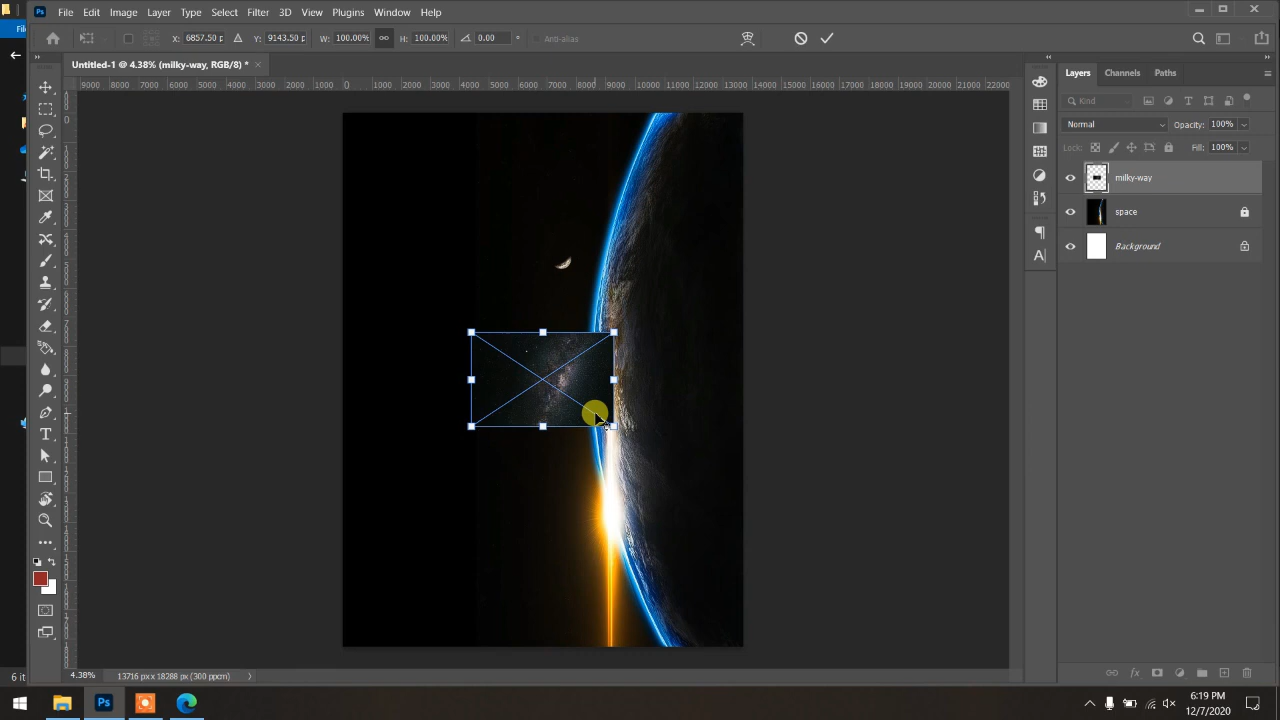 Ps File Edit Image Layer Type Select Filter 3D View Plugins Window Help
X: 6857.50 p Y: 9143.50 p W: 100.00% H: 100.00% 0.00 ° Anti-alias
Untitled-1 @ 4.38% (milky-way, RGB/8) * ×
9000 8000 7000 6000 5000 4000 3000 2000 1000 0 1000 2000 3000 4000 5000 6000 7000 8000 9000 10000 11000 12000 13000 14000 15000 16000 17000 18000 19000 20000 21000 22000
Layers Channels Paths
Kind
Normal Opacity: 100%
Lock: Fill: 100%
milky-way
space
Background
4.38% 13716 px x 18288 px (300 ppcm)
6 it
Ps
6:19 PM
12/7/2020